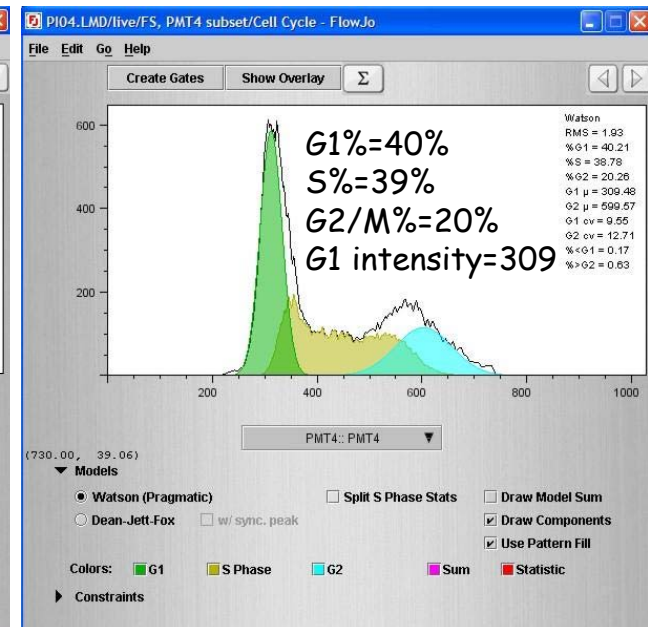 PI04.LMD/live/FS, PMT4 subset/Cell Cycle - FlowJo
File Edit Go Help
Create Gates Show Overlay Σ
600
400
200
G1%=40%
S%=39%
G2/M%=20%
G1 intensity=309
Watson
RMS = 1.93
%G1 = 40.21
%S = 38.78
%G2 = 20.26
G1 µ = 309.48
G2 µ = 599.57
G1 cv = 9.55
G2 cv = 12.71
%<G1 = 0.17
%>G2 = 0.63
200 400 600 800 1000
PMT4:: PMT4
(730.00, 39.06)
Models
Watson (Pragmatic) Split S Phase Stats Draw Model Sum
Dean-Jett-Fox w/ sync. peak Draw Components
Use Pattern Fill
Colors: G1 S Phase G2 Sum Statistic
Constraints